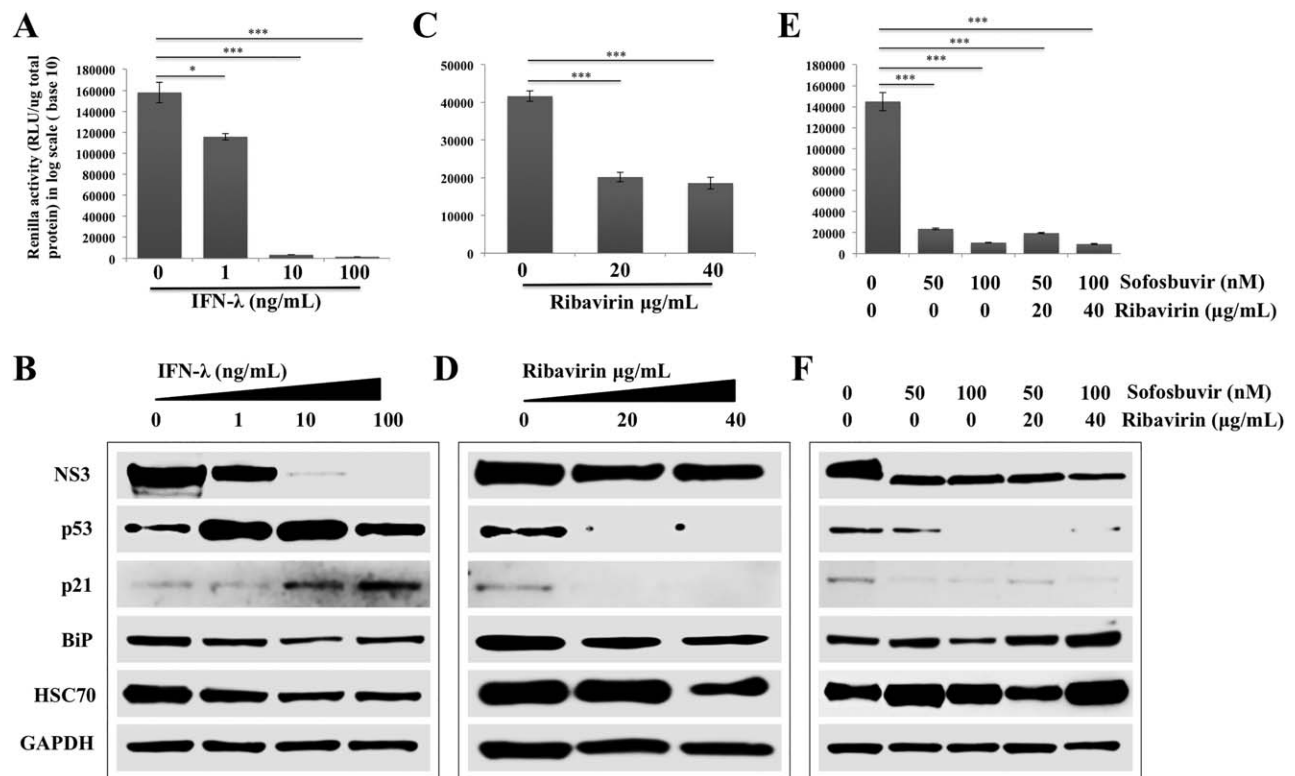 A
***
***
*
Renilla activity (RLU/ug total
protein) in log scale ( base 10)
180000
160000
140000
120000
100000
80000
60000
40000
20000
0
0 1 10 100
IFN-λ (ng/mL)
C
***
***
50000
40000
30000
20000
10000
0
0 20 40
Ribavirin µg/mL
E
***
***
***
***
180000
160000
140000
120000
100000
80000
60000
40000
20000
0
0 50 100 50 100 Sofosbuvir (nM)
0 0 0 20 40 Ribavirin (µg/mL)
B
IFN-λ (ng/mL)
0 1 10 100
NS3
p53
p21
BiP
HSC70
GAPDH
D
Ribavirin µg/mL
0 20 40
F
0 50 100 50 100 Sofosbuvir (nM)
0 0 0 20 40 Ribavirin (µg/mL)